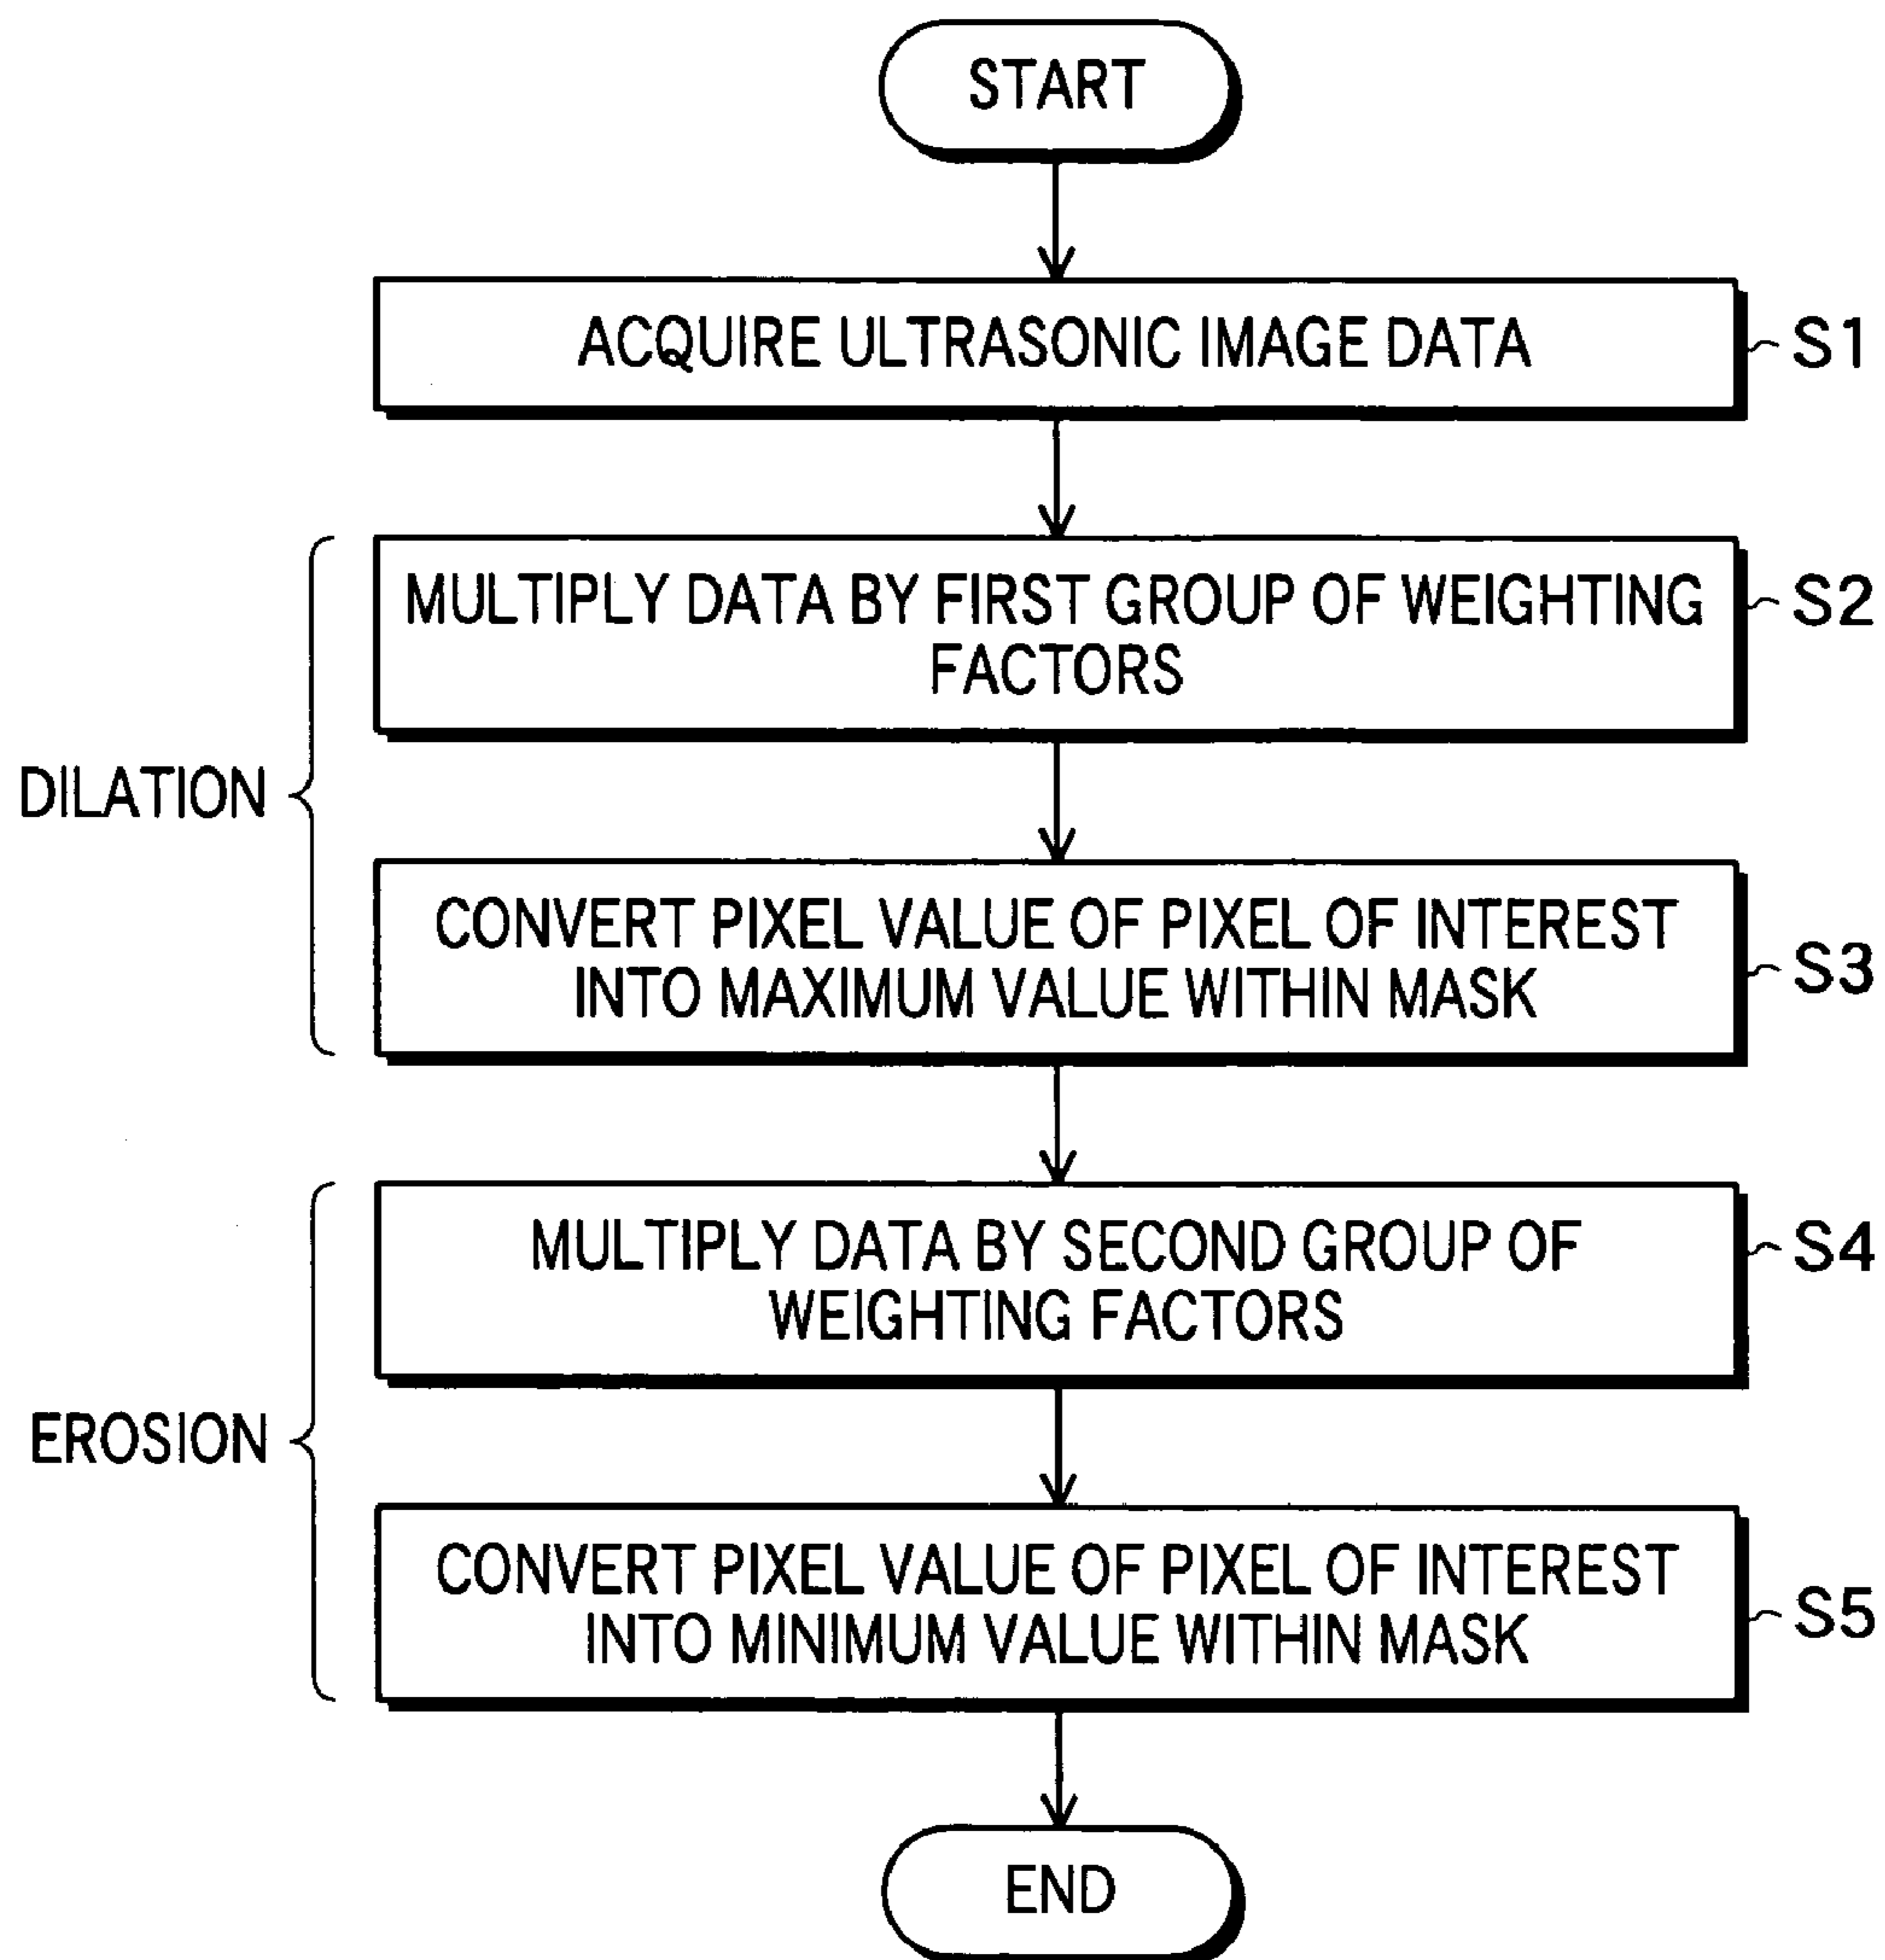 START
ACQUIRE ULTRASONIC IMAGE DATA
S1
MULTIPLY DATA BY FIRST GROUP OF WEIGHTING
FACTORS
S2
DILATION
CONVERT PIXEL VALUE OF PIXEL OF INTEREST
INTO MAXIMUM VALUE WITHIN MASK
S3
MULTIPLY DATA BY SECOND GROUP OF
WEIGHTING FACTORS
S4
EROSION
CONVERT PIXEL VALUE OF PIXEL OF INTEREST
INTO MINIMUM VALUE WITHIN MASK
S5
END